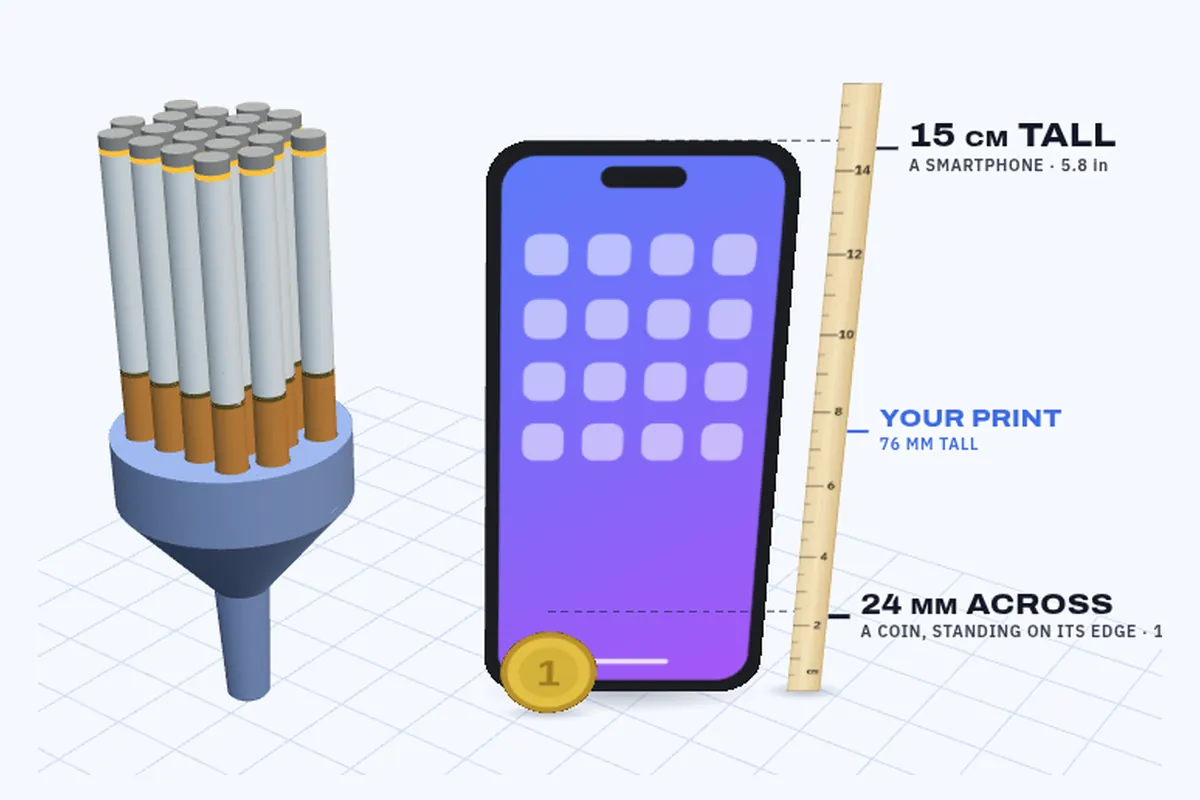 15 CM TALL
A SMARTPHONE · 5.8 in
14
12
10
8
YOUR PRINT
76 MM TALL
6
4
24 MM ACROSS
A COIN, STANDING ON ITS EDGE · 1
2
cm
1